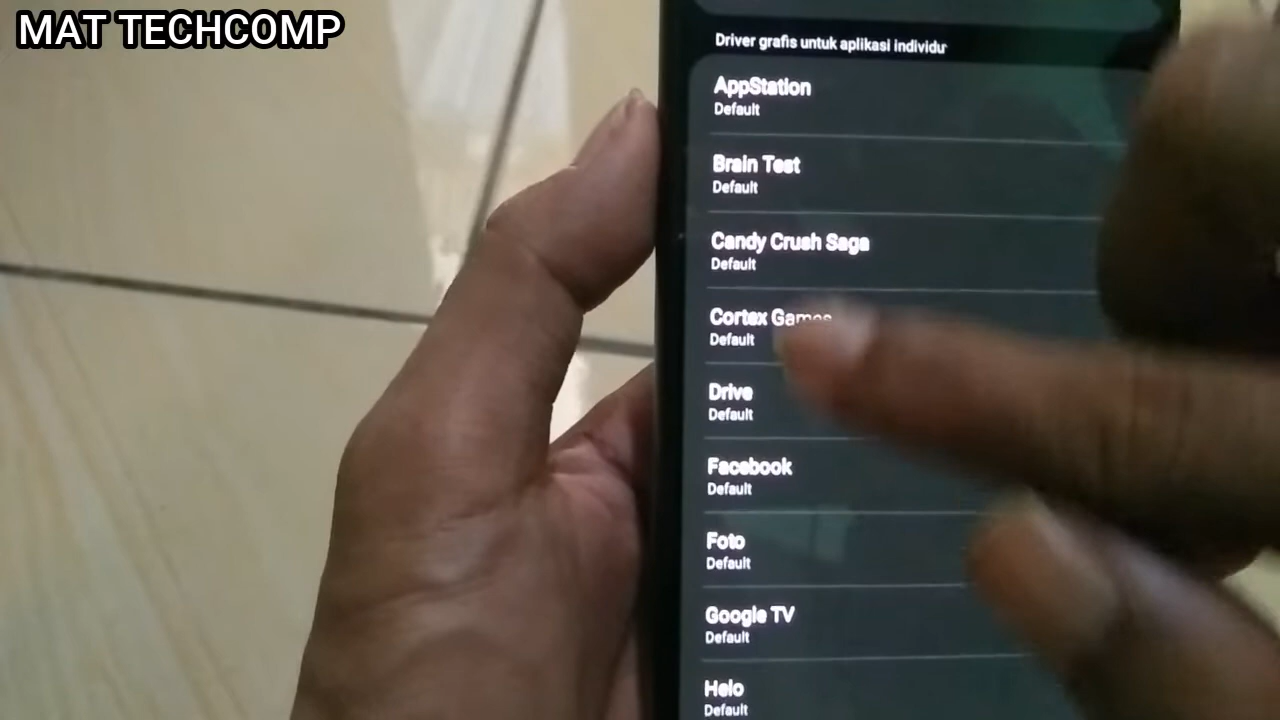 MAT TECHCOMP
Driver grafis untuk aplikasi individu
AppStation
Default
Brain Test
Default
Candy Crush Saga
Default
Cortex Games
Default
Drive
Default
Facebook
Default
Foto
Default
Google TV
Default
Helo
Default